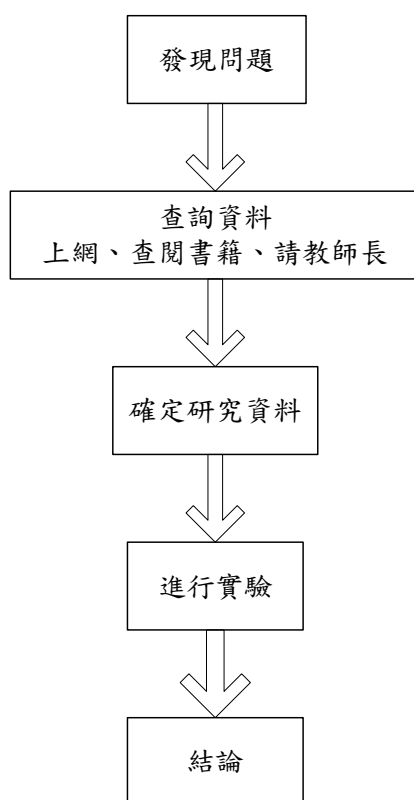 發現問題
查詢資料
上網、查閱書籍、請教師長
確定研究資料
進行實驗
結論